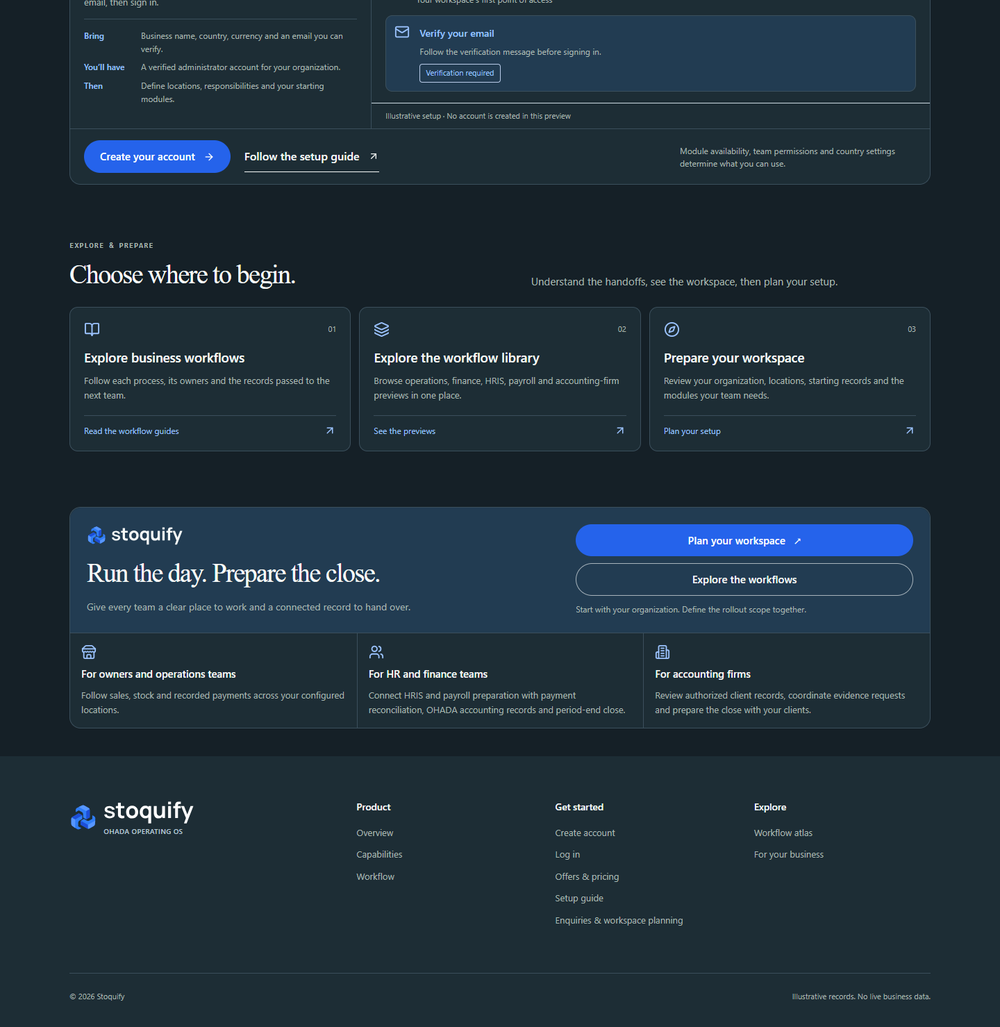 email, then sign in.
Your workspace's first point of access
Bring
Business name, country, currency and an email you can
verify.
You'll have
A verified administrator account for your organization.
Then
Define locations, responsibilities and your starting
modules.
Verify your email
Follow the verification message before signing in.
Verification required
Illustrative setup · No account is created in this preview
Create your account
Follow the setup guide
Module availability, team permissions and country settings
determine what you can use.
EXPLORE & PREPARE
Choose where to begin.
Understand the handoffs, see the workspace, then plan your setup.
01
Explore business workflows
Follow each process, its owners and the records passed to the
next team.
Read the workflow guides
02
Explore the workflow library
Browse operations, finance, HRIS, payroll and accounting-firm
previews in one place.
See the previews
03
Prepare your workspace
Review your organization, locations, starting records and the
modules your team needs.
Plan your setup
stoquify
Run the day. Prepare the close.
Give every team a clear place to work and a connected record to hand over.
Plan your workspace
Explore the workflows
Start with your organization. Define the rollout scope together.
For owners and operations teams
Follow sales, stock and recorded payments across your configured
locations.
For HR and finance teams
Connect HRIS and payroll preparation with payment
reconciliation, OHADA accounting records and period-end close.
For accounting firms
Review authorized client records, coordinate evidence requests
and prepare the close with your clients.
stoquify
OHADA OPERATING OS
Product
Overview
Capabilities
Workflow
Get started
Create account
Log in
Offers & pricing
Setup guide
Enquiries & workspace planning
Explore
Workflow atlas
For your business
© 2026 Stoquify
Illustrative records. No live business data.